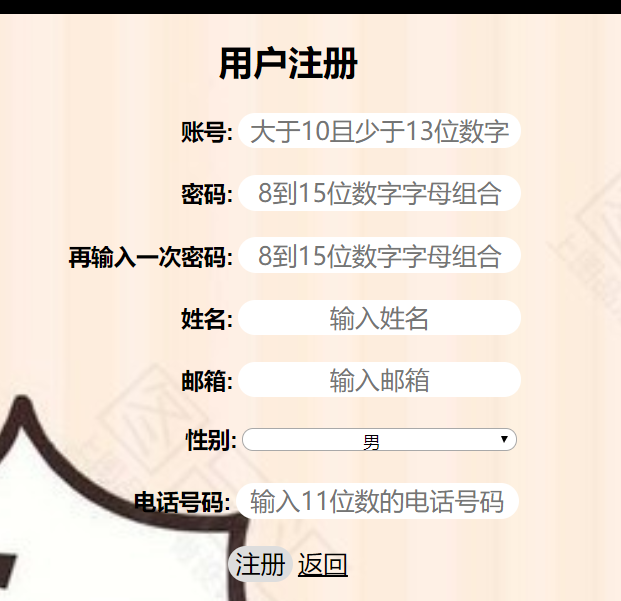 用户注册
账号: 大于10且少于13位数字
密码: 8到15位数字字母组合
再输入一次密码: 8到15位数字字母组合
姓名: 输入姓名
邮箱: 输入邮箱
性别: 男
电话号码: 输入11位数的电话号码
注册 返回